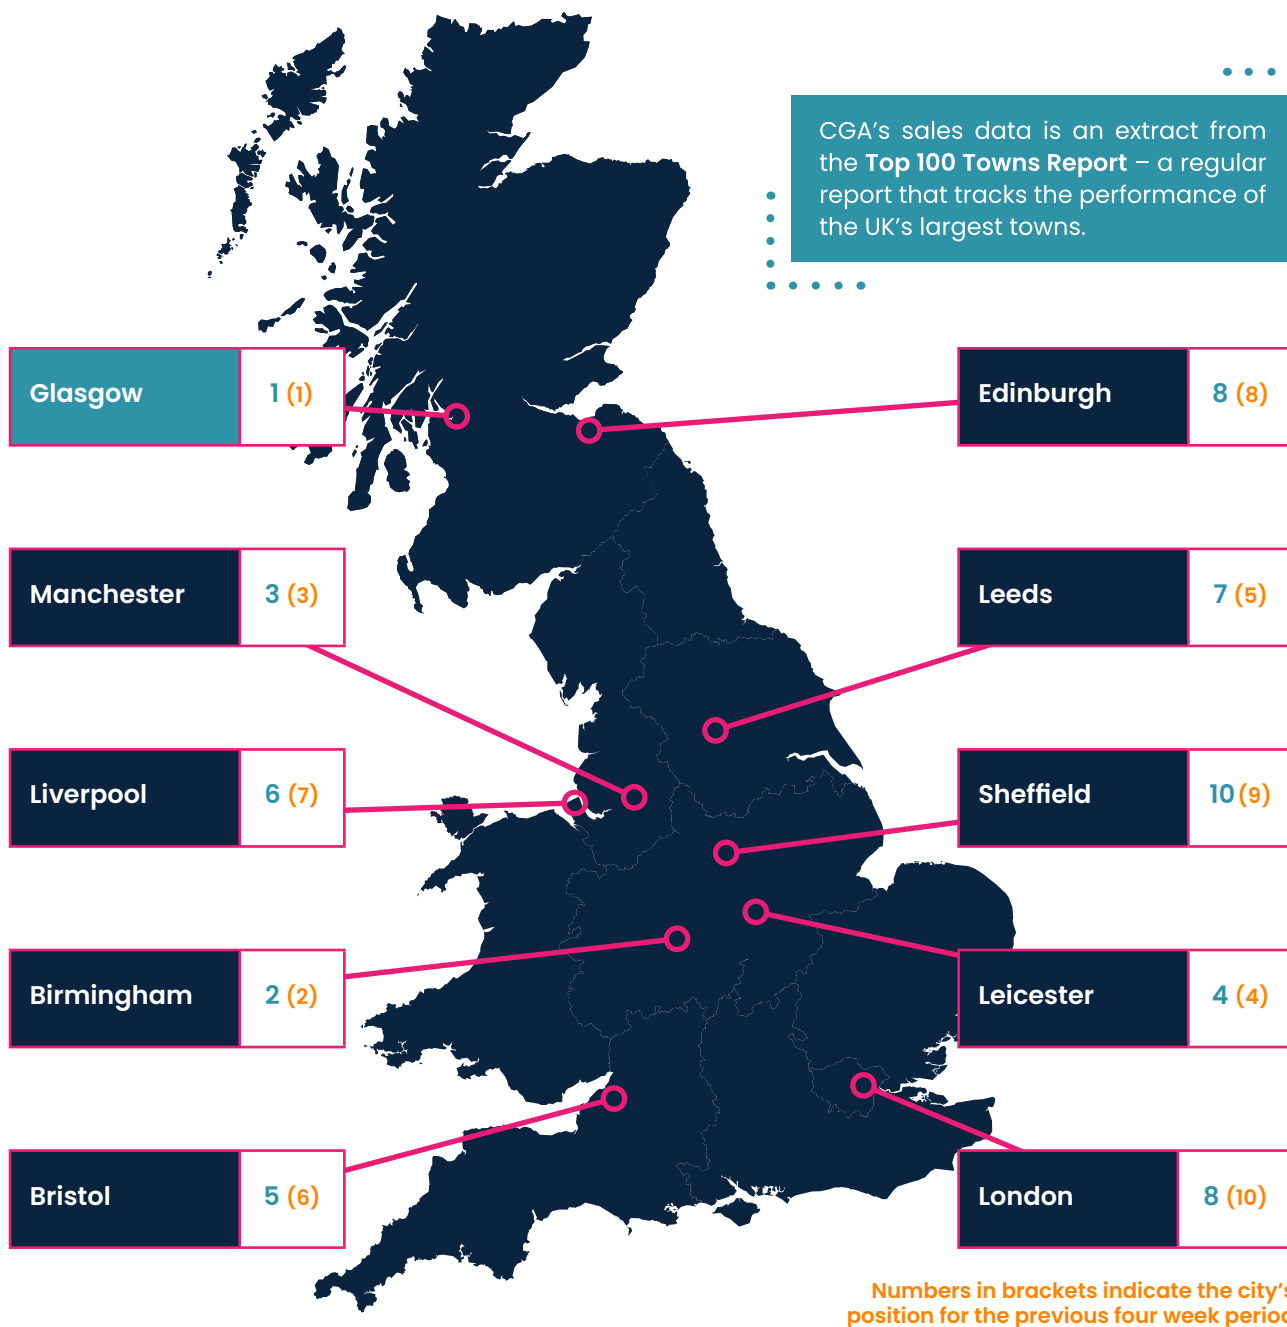 CGA's sales data is an extract from
the Top 100 Towns Report – a regular
report that tracks the performance of
the UK's largest towns.
Glasgow 1 (1)
Edinburgh 8 (8)
Manchester 3 (3)
Leeds 7 (5)
Liverpool 6 (7)
Sheffield 10 (9)
Birmingham 2 (2)
Leicester 4 (4)
Bristol 5 (6)
London 8 (10)
Numbers in brackets indicate the city's
position for the previous four week period